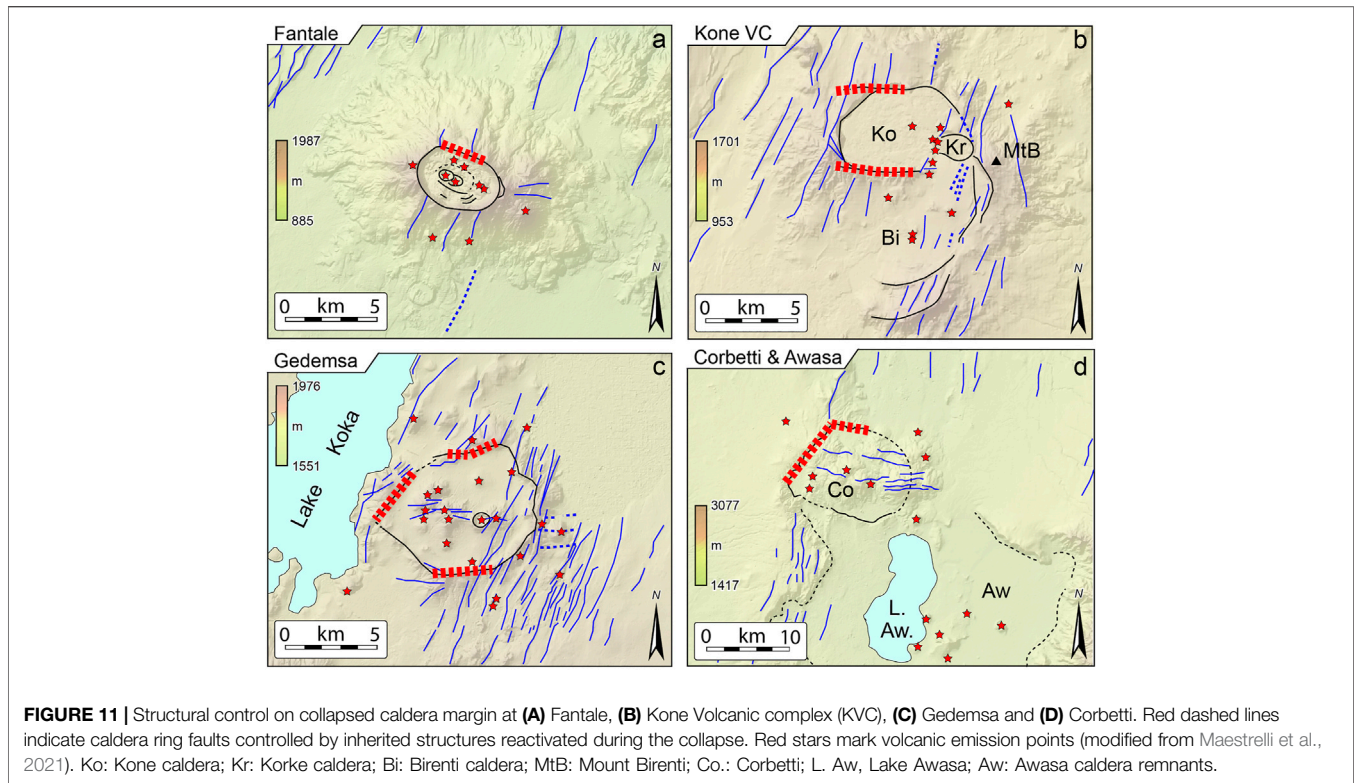 Fantale
a
1987
m
885
0 km 5
N
Kone VC
b
Ko
Kr
MtB
Bi
1701
m
953
0 km 5
N
Gedemsa
c
1976
m
1551
Lake Koka
0 km 5
N
Corbetti & Awasa
d
Co
3077
m
1417
L.
Aw.
Aw
0 km 10
N
FIGURE 11 | Structural control on collapsed caldera margin at (A) Fantale, (B) Kone Volcanic complex (KVC), (C) Gedemsa and (D) Corbetti. Red dashed lines
indicate caldera ring faults controlled by inherited structures reactivated during the collapse. Red stars mark volcanic emission points (modified from Maestrelli et al.,
2021). Ko: Kone caldera; Kr: Korke caldera; Bi: Birenti caldera; MtB: Mount Birenti; Co.: Corbetti; L. Aw, Lake Awasa; Aw: Awasa caldera remnants.